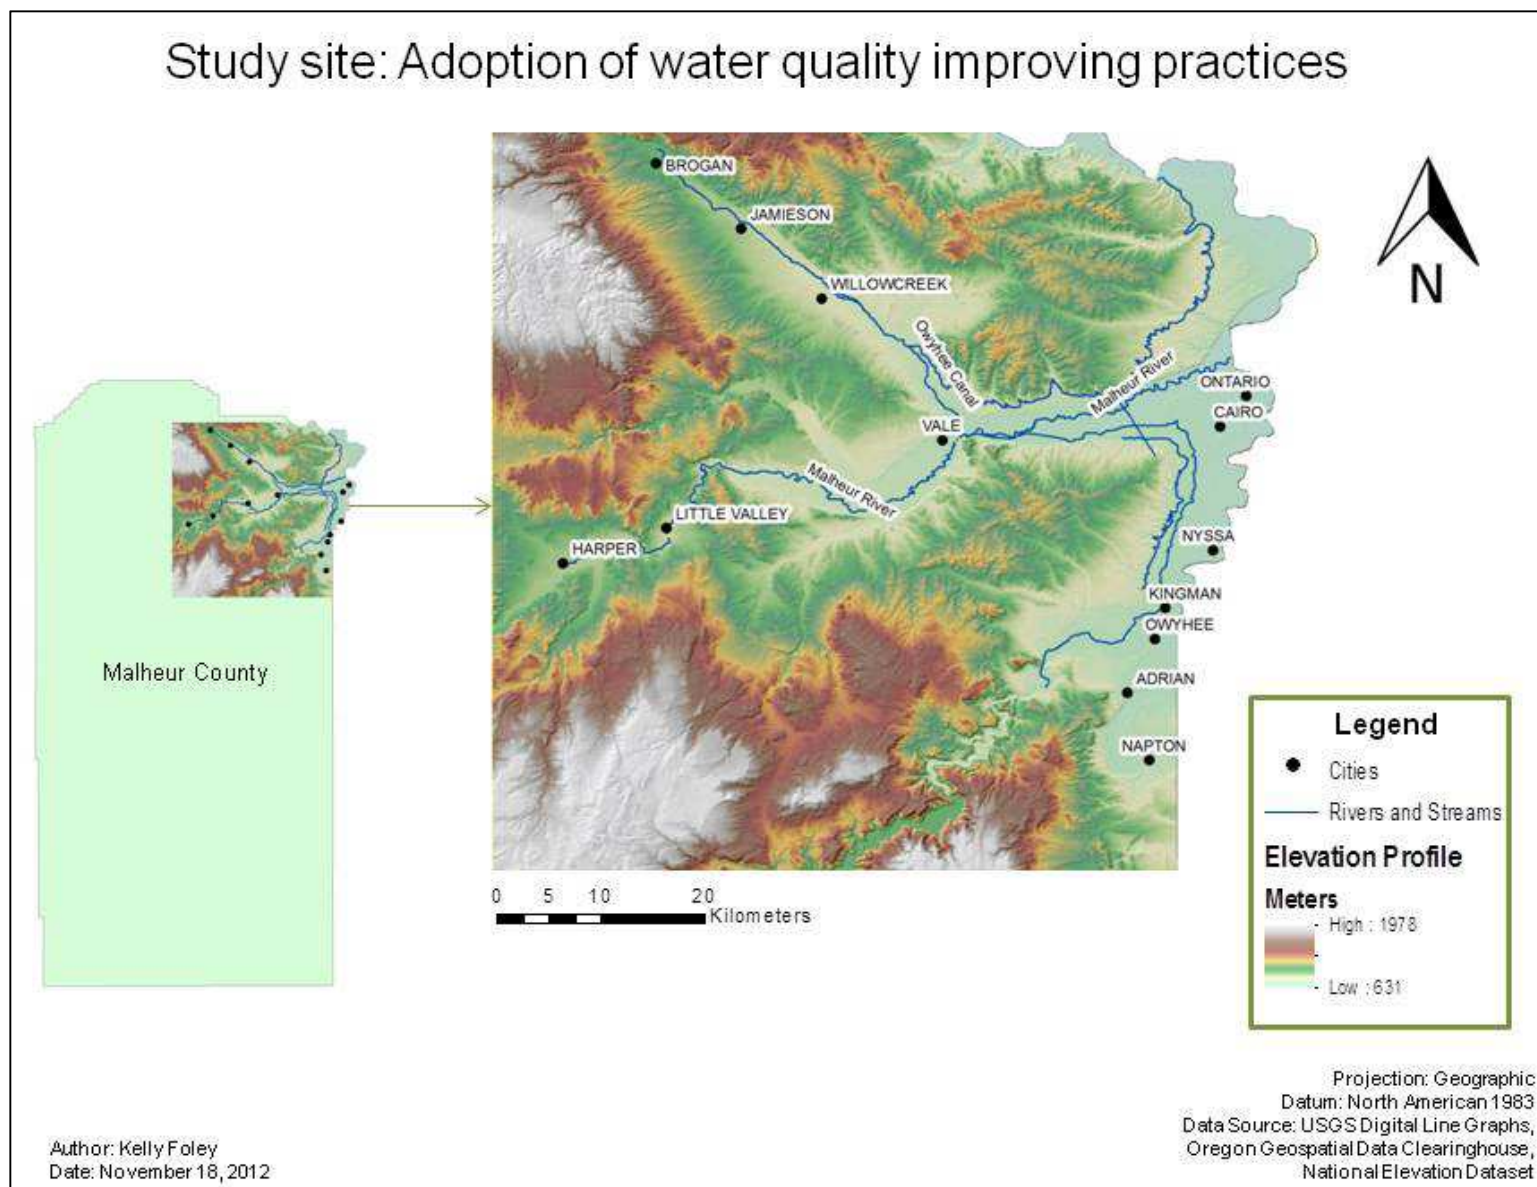 Study site: Adoption of water quality improving practices
BROGAN
JAMIESON
WILLOWCREEK
Owyhee Canal
Malheur River
ONTARIO
CAIRO
VALE
Malheur River
LITTLE VALLEY
HARPER
NYSSA
KINGMAN
OWYHEE
ADRIAN
NAPTON
N
Malheur County
0 5 10 20
Kilometers
Legend
Cities
Rivers and Streams
Elevation Profile
Meters
High : 1978
Low : 631
Projection: Geographic
Datum: North American 1983
Data Source: USGS Digital Line Graphs,
Oregon Geospatial Data Clearinghouse,
National Elevation Dataset
Author: Kelly Foley
Date: November 18, 2012